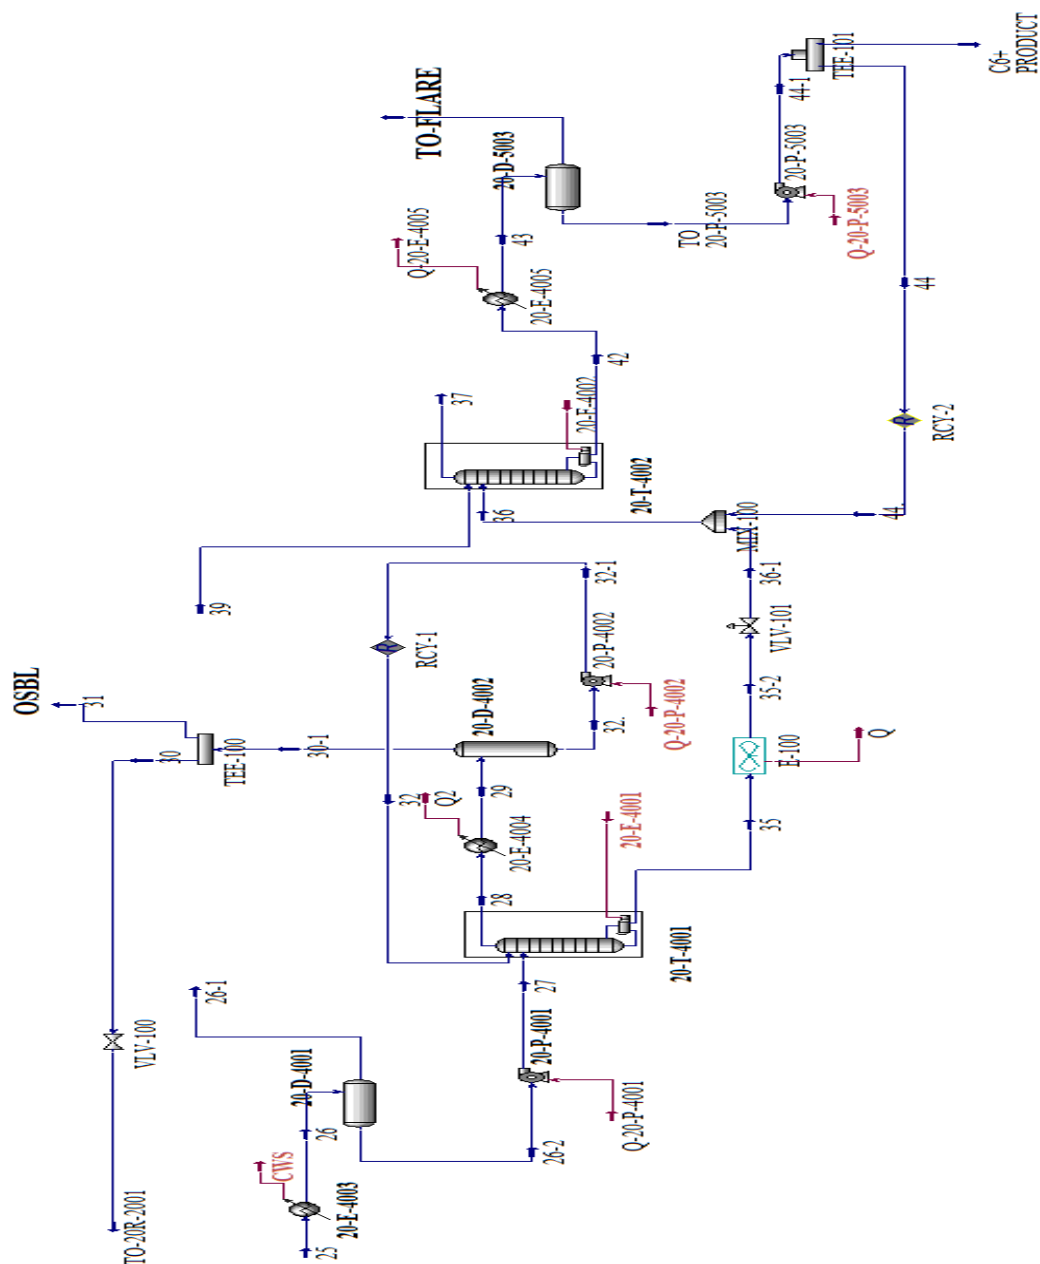 OSBL
31
TO-20R-2001
VLV-100
30
26-1
39
TEE-100
CWS
20-D-4001
25
26
30-1
20-E-4003
32
Q-20-E-4005
RCY-1
TO-FLARE
Q2
37
20-D-4002
28
29
36
20-D-5003
20-E-4004
43
20-P-4001
20-E-4005
27
26-2
20-E-4002
20-P-4002
32-1
32.
42
Q-20-P-4001
20-E-4001
20-T-4002
Q-20-P-4002
20-T-4001
TO
20-P-5003
MIX-100
35
35-2
36-1
VLV-101
E-100
20-P-5003
44-1
TEE-101
Q-20-P-5003
Q
44.
44
R
R
RCY-2
C6+
PRODUCT